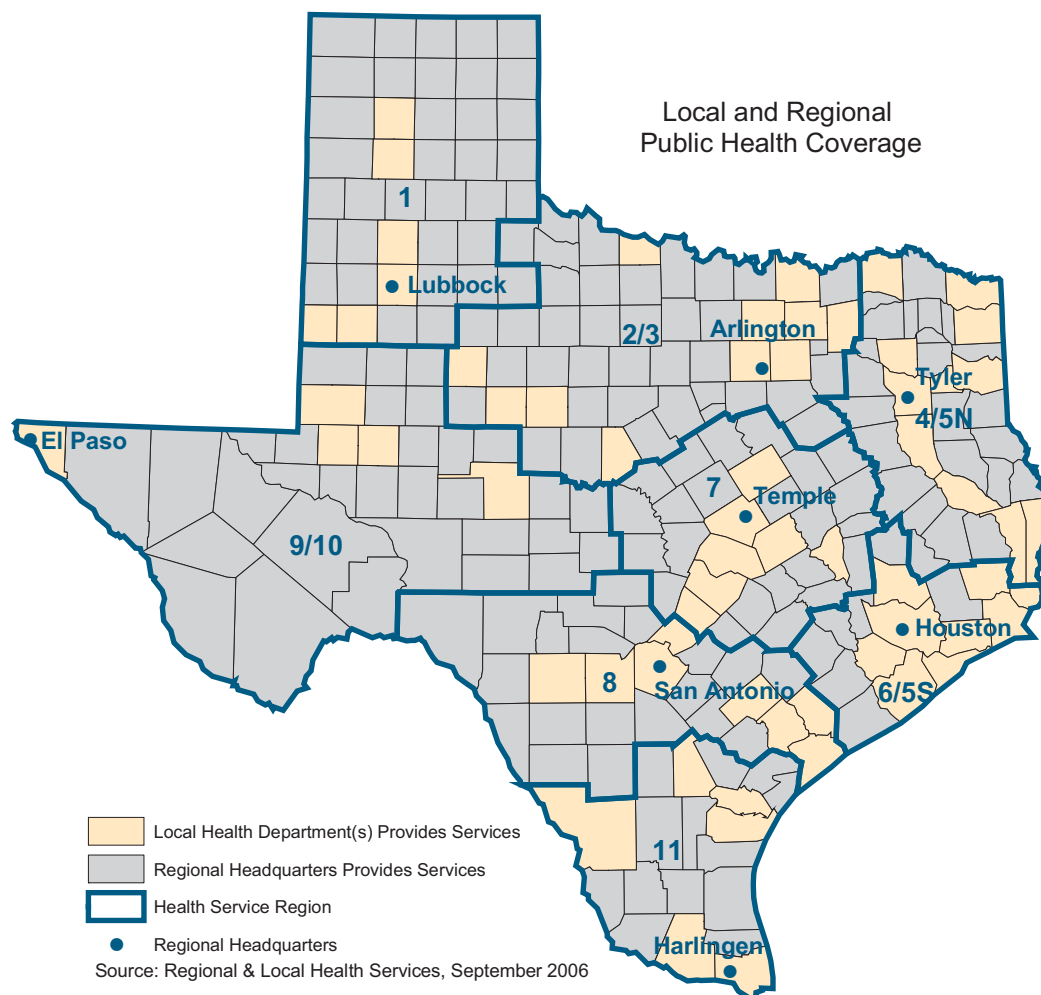 Local and Regional
Public Health Coverage
1
Lubbock
2/3
Arlington
Tyler
4/5N
El Paso
7
Temple
9/10
Houston
8
San Antonio
6/5S
11
Harlingen
Local Health Department(s) Provides Services
Regional Headquarters Provides Services
Health Service Region
Regional Headquarters
Source: Regional & Local Health Services, September 2006